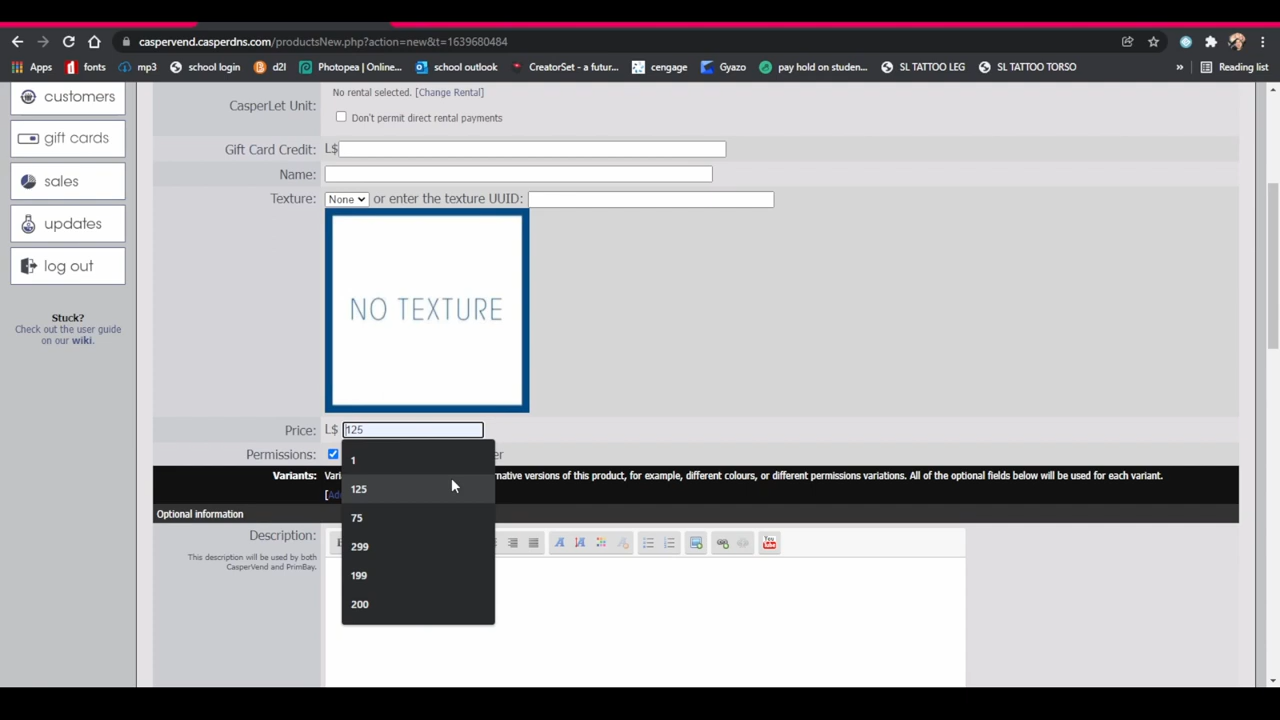 caspervend.casperdns.com/productsNew.php?action=new&t=1639680484
Apps fonts mp3 school login d2l Photopea | Online... school outlook CreatorSet - a futur... cengage Gyazo pay hold on studen... SL TATTOO LEG SL TATTOO TORSO » Reading list
customers
gift cards
sales
updates
log out
Stuck?
Check out the user guide
on our wiki.
No rental selected. [Change Rental]
CasperLet Unit:
Don't permit direct rental payments
Gift Card Credit: L$
Name:
Texture: None or enter the texture UUID:
NO TEXTURE
Price: L$ 125
Permissions:
1
125
75
299
199
200
Variants: native versions of this product, for example, different colours, or different permissions variations. All of the optional fields below will be used for each variant.
Optional information
Description:
This description will be used by both
CasperVend and PrimBay.
You
Tube